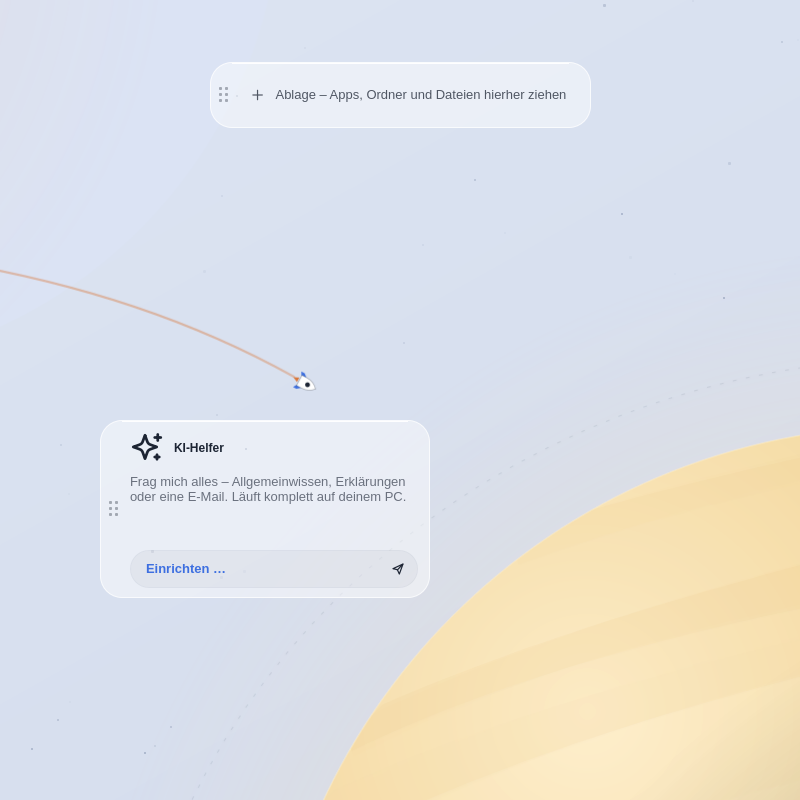 Ablage – Apps, Ordner und Dateien hierher ziehen
KI-Helfer
Frag mich alles – Allgemeinwissen, Erklärungen
oder eine E-Mail. Läuft komplett auf deinem PC.
Einrichten …